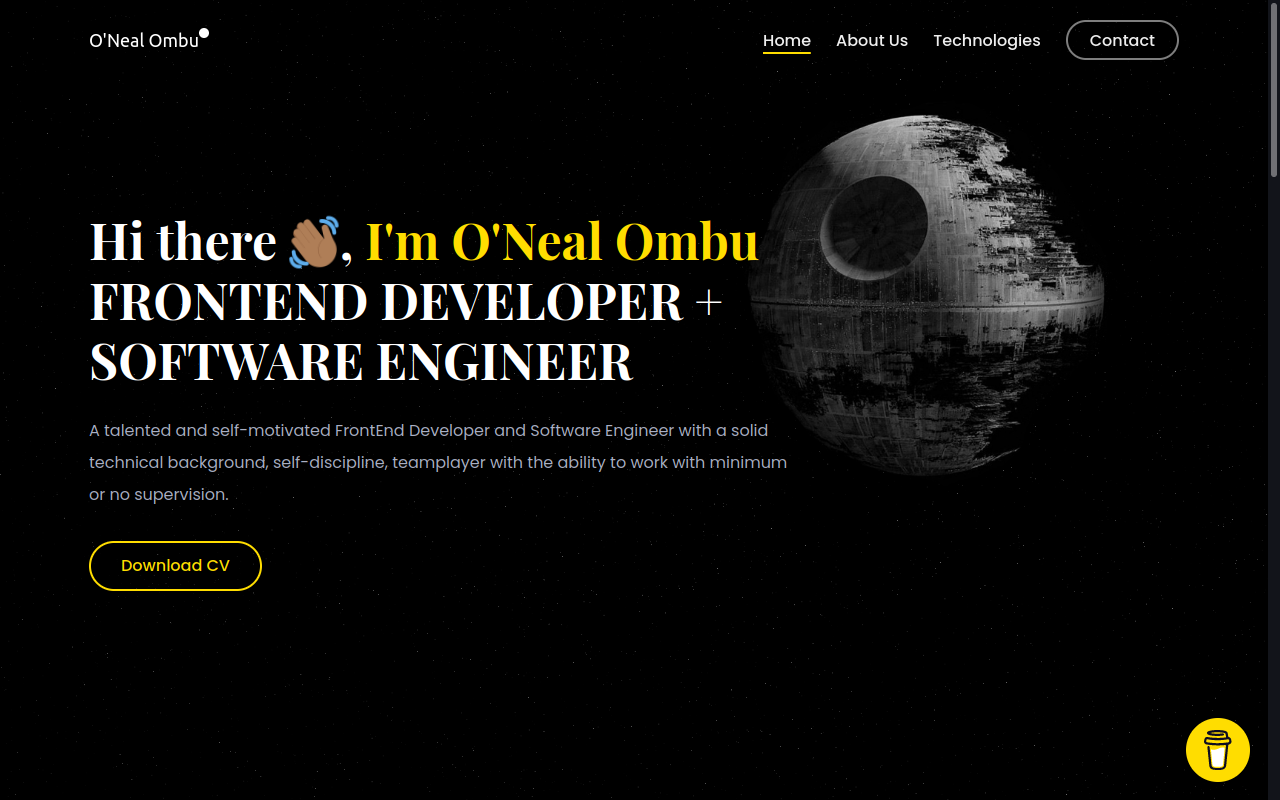 O'Neal Ombu
Home
About Us
Technologies
Contact
Hi there 👋🏽, I'm O'Neal Ombu
FRONTEND DEVELOPER +
SOFTWARE ENGINEER
A talented and self-motivated FrontEnd Developer and Software Engineer with a solid
technical background, self-discipline, teamplayer with the ability to work with minimum
or no supervision.
Download CV